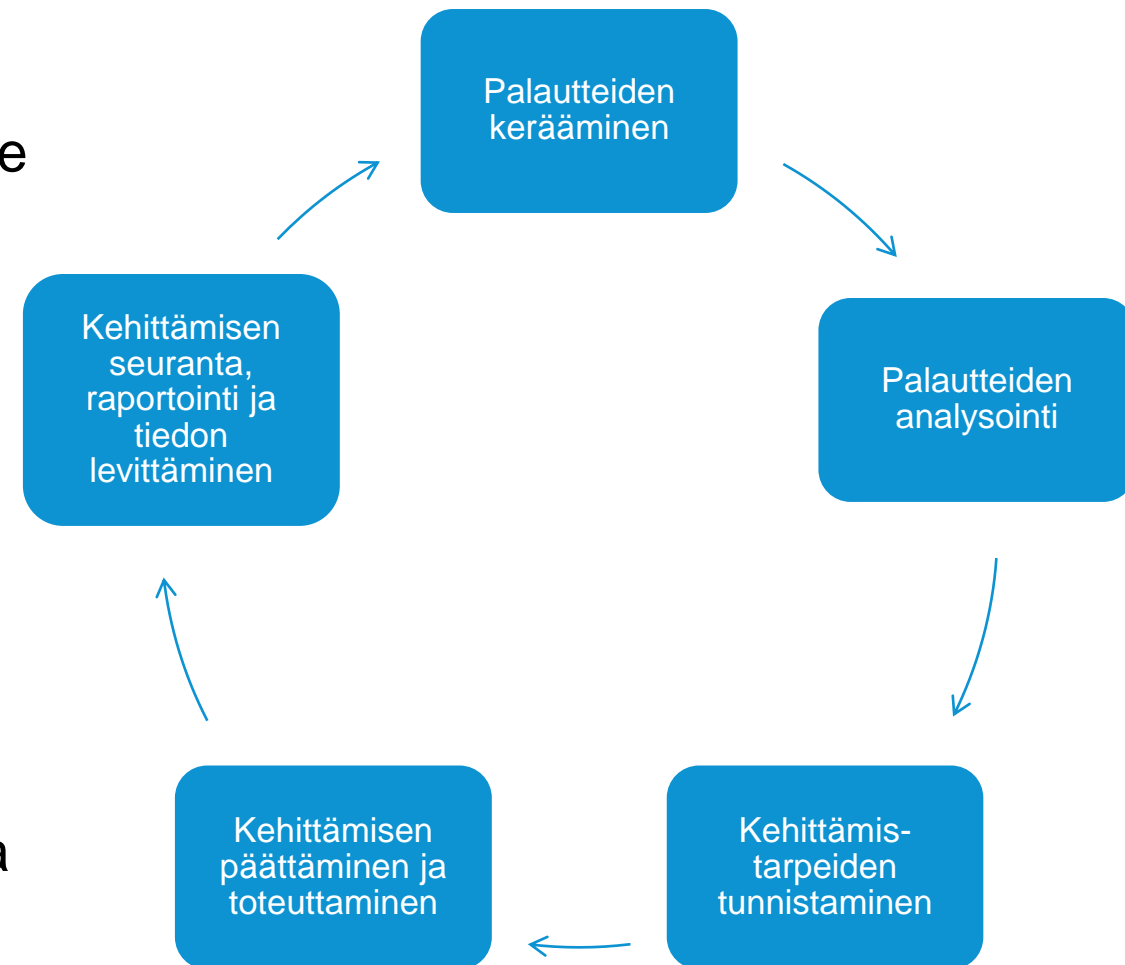 Palautteiden
kerääminen
e
Kehittämisen
seuranta,
raportointi ja
tiedon
levittäminen
Palautteiden
analysointi
Kehittämisen
päättäminen ja
toteuttaminen
Kehittämis-
tarpeiden
tunnistaminen
a